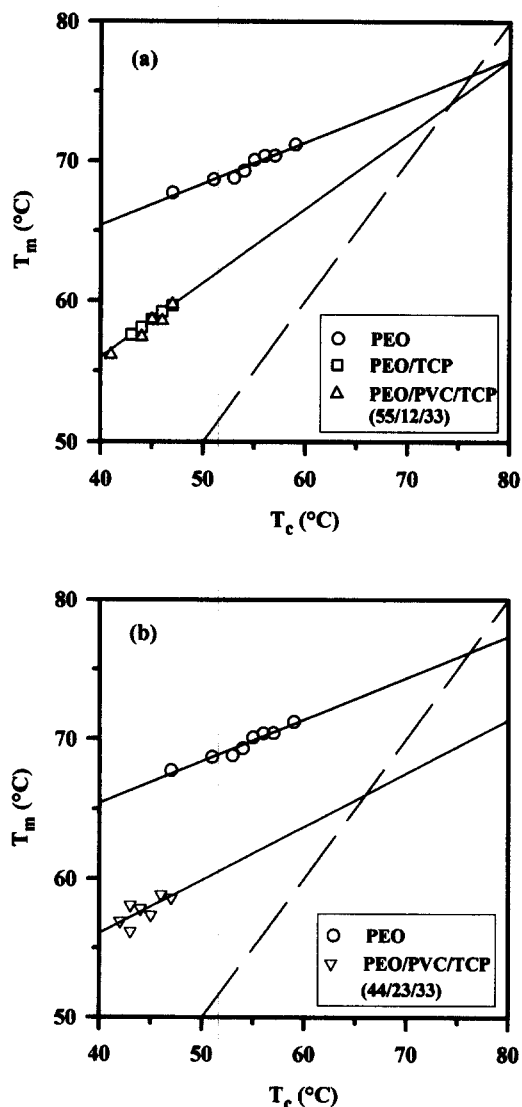 80
(a)
70
Tm (°C)
60
PEO
PEO/TCP
PEO/PVC/TCP
(55/12/33)
50
40 50 60 70 80
Tc (°C)
80
(b)
70
Tm (°C)
60
PEO
PEO/PVC/TCP
(44/23/33)
50
40 50 60 70 80
Tc (°C)